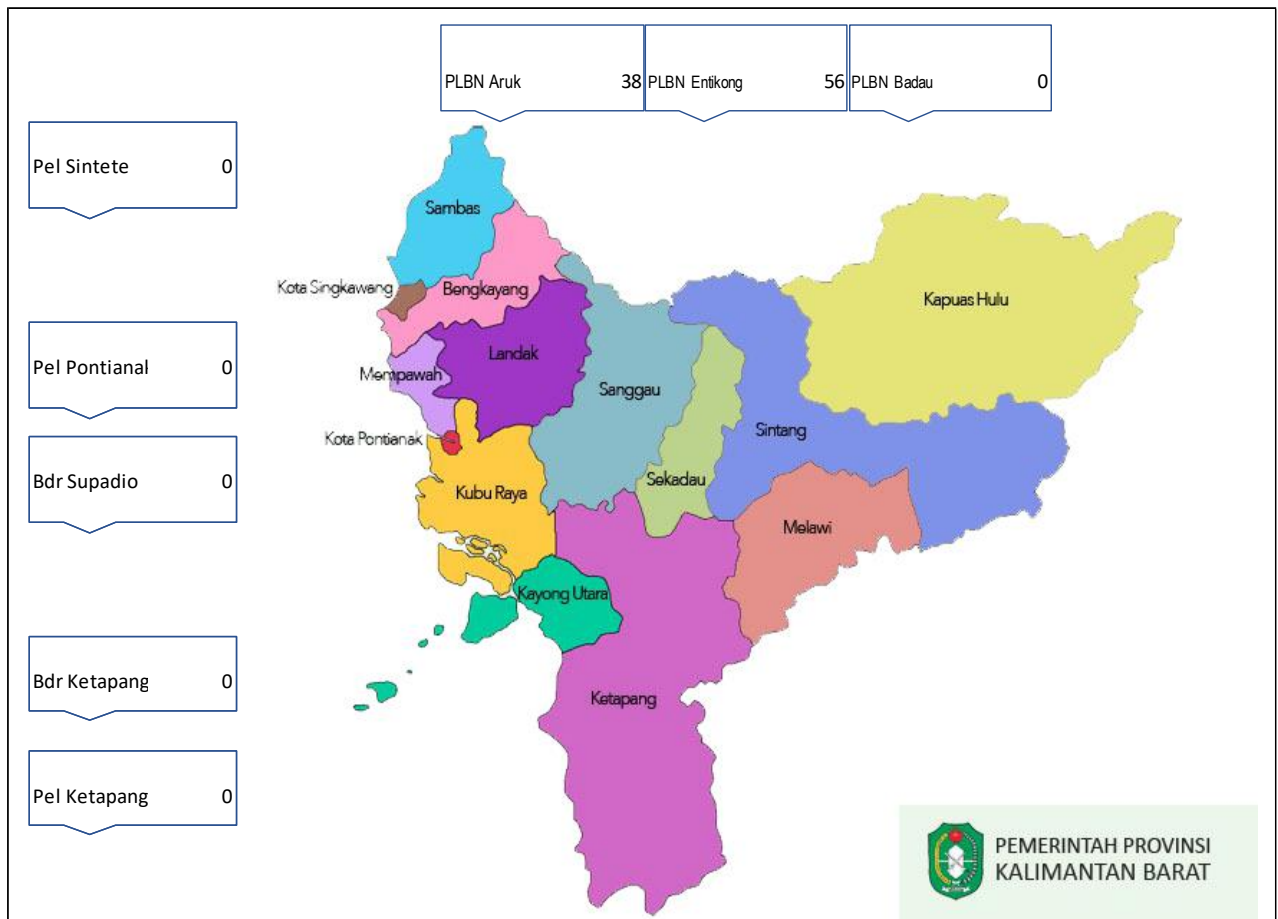 PLBN Aruk 38
PLBN Entikong 56
PLBN Badau 0
Pel Sintete 0
Sambas
Kota Singkawang
Bengkayang
Kapuas Hulu
Pel Pontianal 0
Mempawah
Landak
Sanggau
Kota Pontianak
Sintang
Bdr Supadio 0
Kubu Raya
Sekadau
Melawi
Kayong Utara
Bdr Ketapang 0
Ketapang
Pel Ketapang 0
PEMERINTAH PROVINSI
KALIMANTAN BARAT